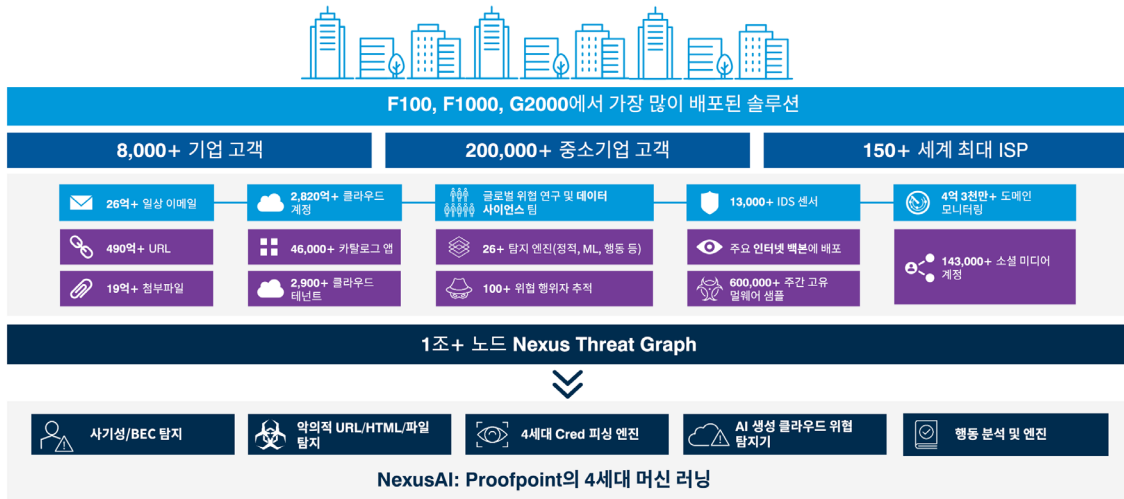 F100, F1000, G2000에서 가장 많이 배포된 솔루션
8,000+ 기업 고객
200,000+ 중소기업 고객
150+ 세계 최대 ISP
26억+ 일상 이메일
2,820억+ 클라우드
계정
글로벌 위협 연구 및 데이터
사이언스 팀
13,000+ IDS 센서
4억 3천만+ 도메인
모니터링
490억+ URL
46,000+ 카탈로그 앱
26+ 탐지 엔진(정적, ML, 행동 등)
주요 인터넷 백본에 배포
143,000+ 소셜 미디어
계정
19억+ 첨부파일
2,900+ 클라우드
테넌트
100+ 위협 행위자 추적
600,000+ 주간 고유
멀웨어 샘플
1조+ 노드 Nexus Threat Graph
사기성/BEC 탐지
악의적 URL/HTML/파일
탐지
4세대 Cred 피싱 엔진
AI 생성 클라우드 위협
탐지기
행동 분석 및 엔진
NexusAI: Proofpoint의 4세대 머신 러닝